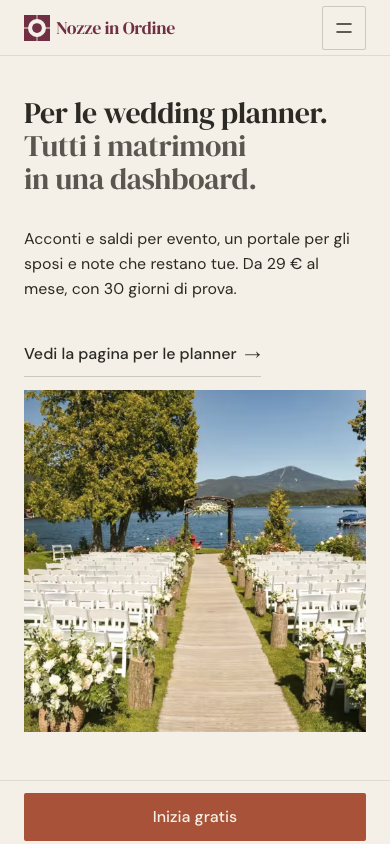 Nozze in Ordine
Per le wedding planner.
Tutti i matrimoni
in una dashboard.
Acconti e saldi per evento, un portale per gli
sposi e note che restano tue. Da 29 € al
mese, con 30 giorni di prova.
Vedi la pagina per le planner →
Inizia gratis